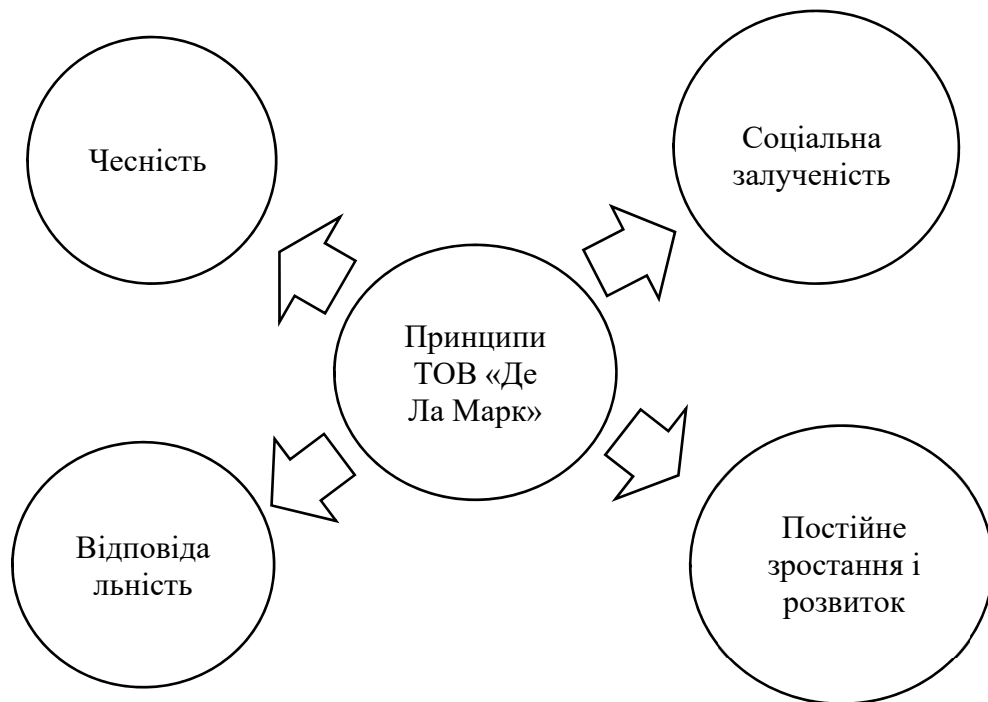 Чесність
Соціальна
залученість
Принципи
ТОВ «Де
Ла Марк»
Відповіда
льність
Постійне
зростання і
розвиток